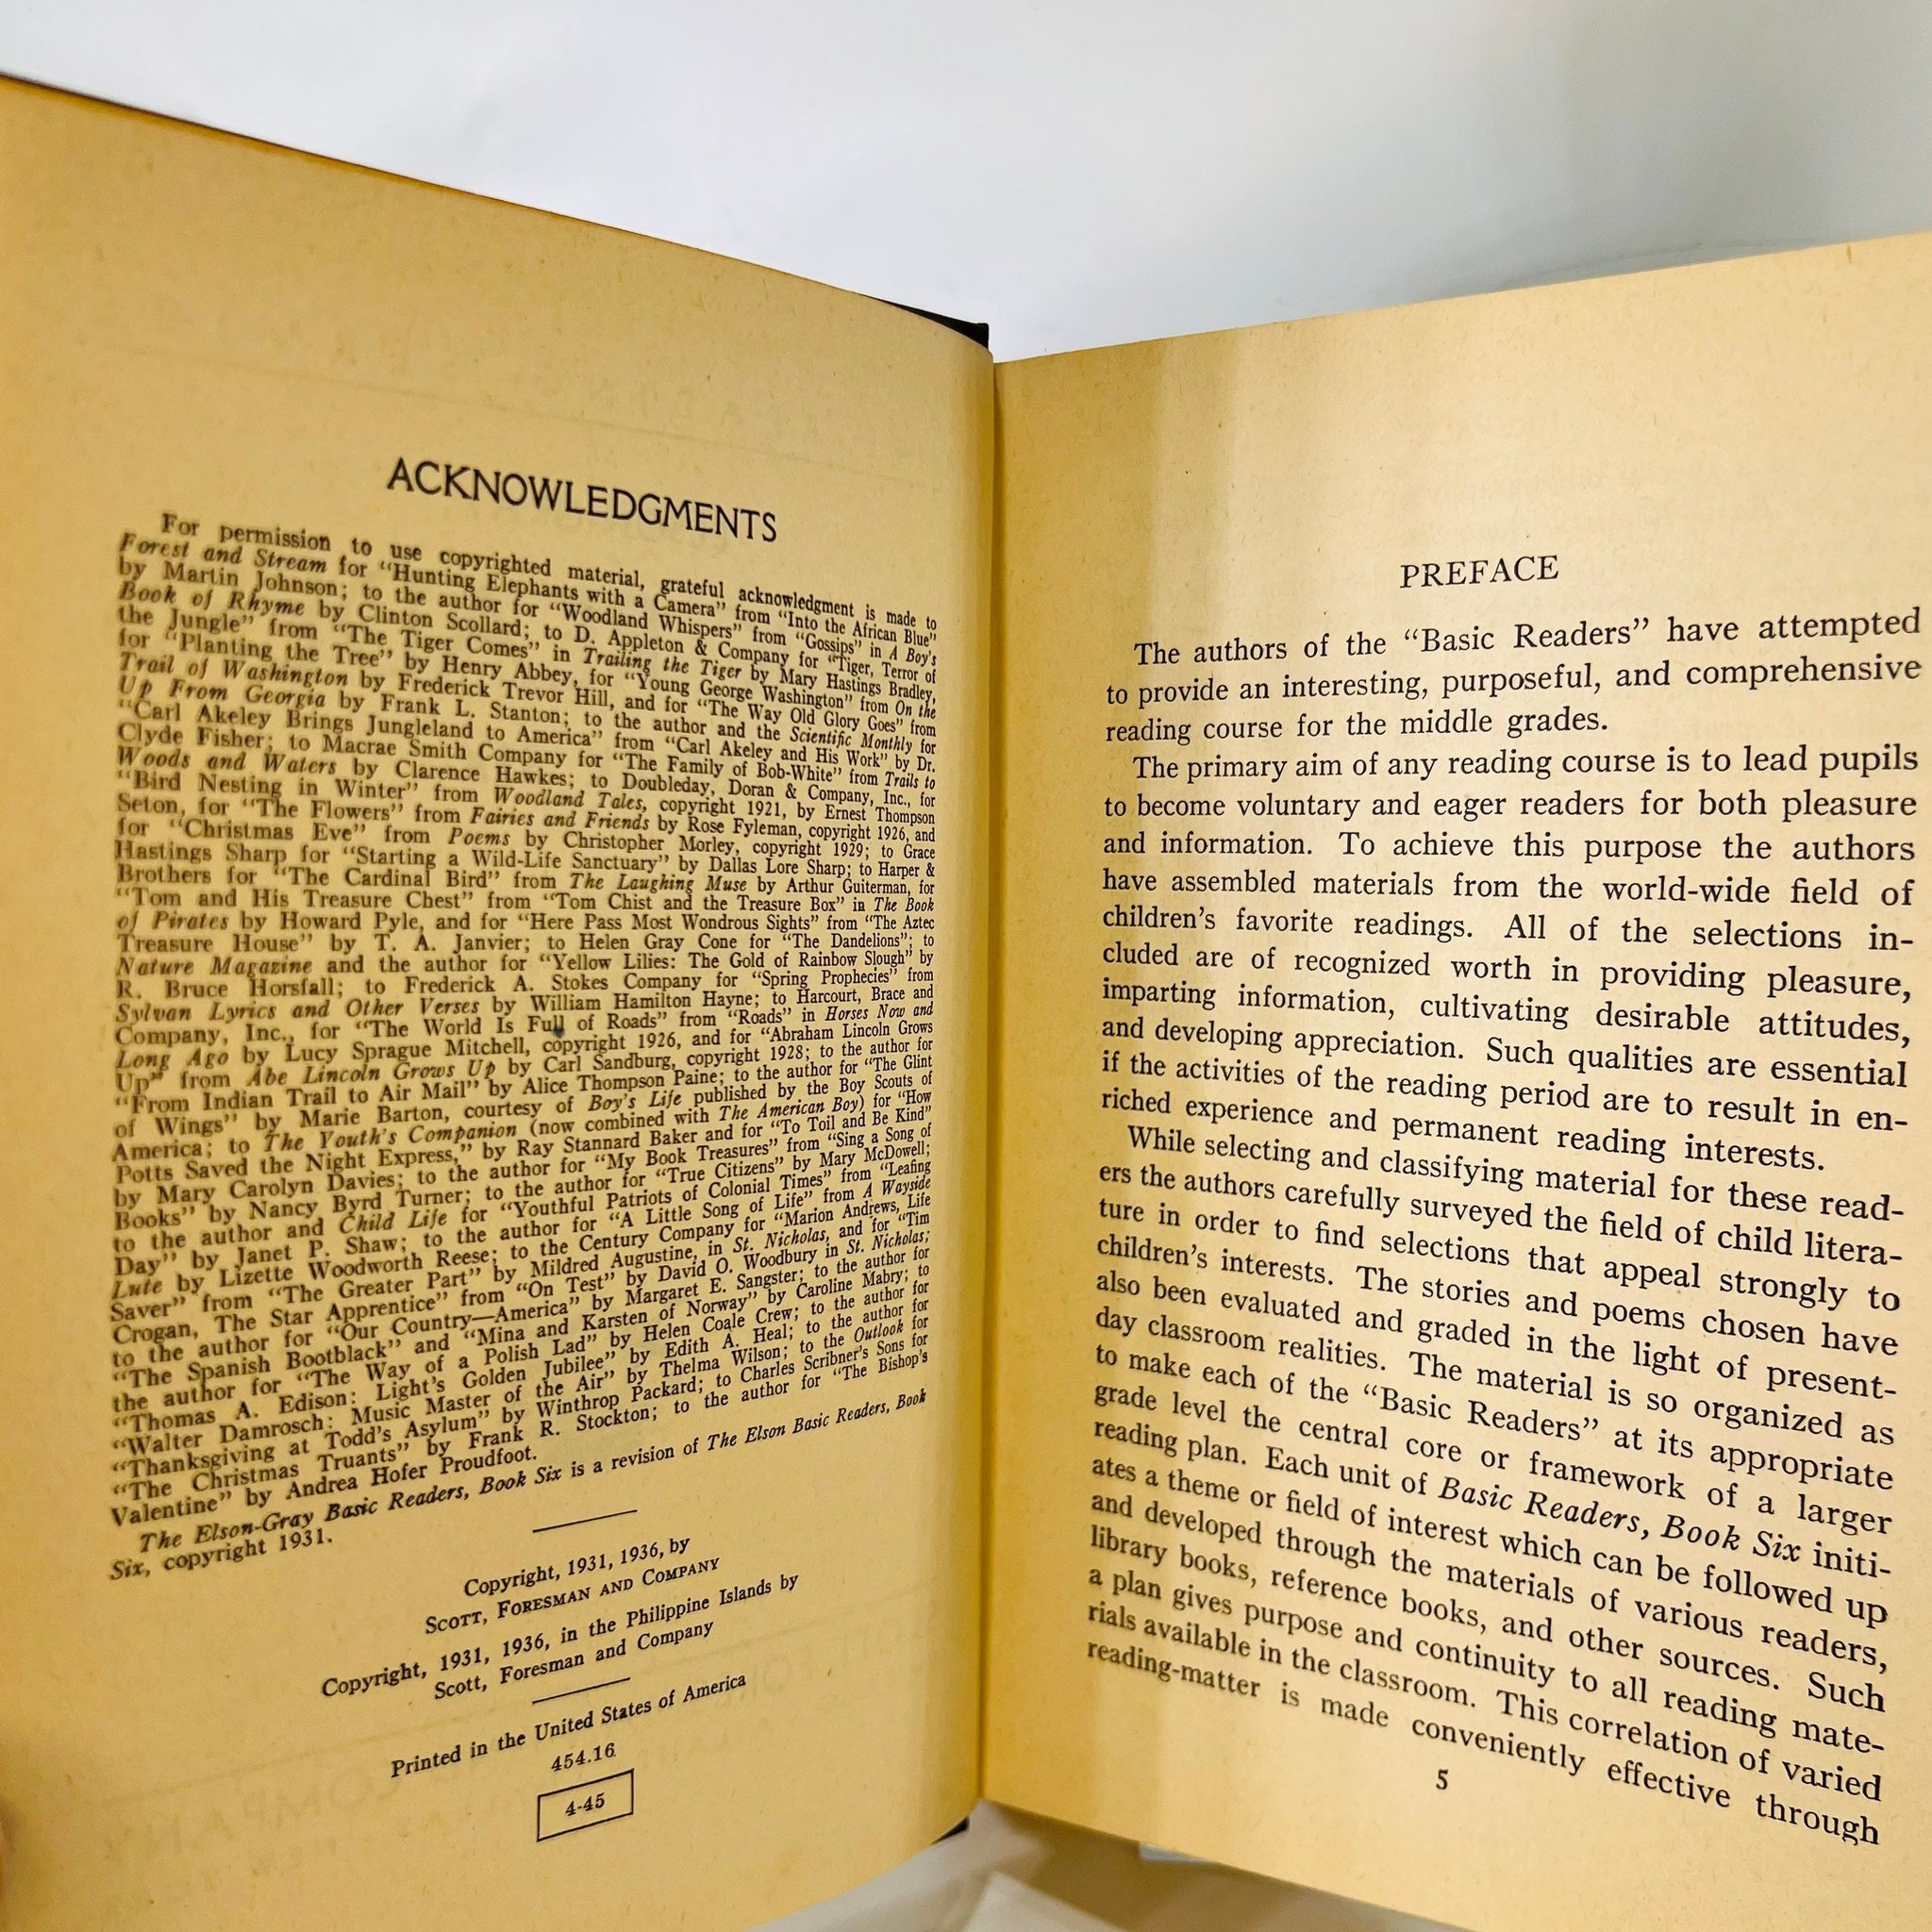 ACKNOWLEDGMENTS
For permission to use copyrighted material, grateful acknowledgment is made to
Forest and Stream for “Hunting Elephants with a Camera” from “Into the African Blue”
by Martin Johnson; to the author for “Woodland Whispers” from “Gossips” in A Boy’s
Book of Rhyme by Clinton Scollard; to D. Appleton & Company for “Tiger, Terror of
the Jungle” from “The Tiger Comes” in Trailing the Tiger by Mary Hastings Bradley,
for “Planting the Tree” by Henry Abbey, for “Young George Washington” from On the
Trail of Washington by Frederick Trevor Hill, and for “The Way Old Glory Goes” from
Up From Georgia by Frank L. Stanton; to the author and the Scientific Monthly for
“Carl Akeley Brings Jungleland to America” from “Carl Akeley and His Work” by Dr.
Clyde Fisher; to Macrae Smith Company for “The Family of Bob-White” from Trails to
Woods and Waters by Clarence Hawkes; to Doubleday, Doran & Company, Inc., for
“Bird Nesting in Winter” from Woodland Tales, copyright 1921, by Ernest Thompson
Seton, for “The Flowers” from Fairies and Friends by Rose Fyleman, copyright 1926, and
for “Christmas Eve” from Poems by Christopher Morley, copyright 1929; to Grace
Hastings Sharp for “Starting a Wild-Life Sanctuary” by Dallas Lore Sharp; to Harper &
Brothers for “The Cardinal Bird” from The Laughing Muse by Arthur Guiterman, for
“Tom and His Treasure Chest” from “Tom Chist and the Treasure Box” in The Book
of Pirates by Howard Pyle, and for “Here Pass Most Wondrous Sights” from “The Aztec
Treasure House” by T. A. Janvier; to Helen Gray Cone for “The Dandelions”; to
Nature Magazine and the author for “Yellow Lilies: The Gold of Rainbow Slough” by
R. Bruce Horsfall; to Frederick A. Stokes Company for “Spring Prophecies” from
Sylvan Lyrics and Other Verses by William Hamilton Hayne; to Harcourt, Brace and
Company, Inc., for “The World Is Full of Roads” from “Roads” in Horses Now and
Long Ago by Lucy Sprague Mitchell, copyright 1926, and for “Abraham Lincoln Grows
Up” from Abe Lincoln Grows Up by Carl Sandburg, copyright 1928; to the author for
“From Indian Trail to Air Mail” by Alice Thompson Paine; to the author for “The Glint
of Wings” by Marie Barton, courtesy of Boy’s Life published by the Boy Scouts of
America; to The Youth’s Companion (now combined with The American Boy) for “How
Potts Saved the Night Express,” by Ray Stannard Baker and for “To Toil and Be Kind”
by Mary Carolyn Davies; to the author for “My Book Treasures” from “Sing a Song of
Books” by Nancy Byrd Turner; to the author for “True Citizens” by Mary McDowell;
to the author and Child Life for “Youthful Patriots of Colonial Times” from “Leafing
Day” by Janet P. Shaw; to the author for “A Little Song of Life” from A Wayside
Lute by Lizette Woodworth Reese; to the Century Company for “Marion Andrews, Life
Saver” from “The Greater Part” by Mildred Augustine, in St. Nicholas, and for “Tim
Crogan, The Star Apprentice” from “On Test” by David O. Woodbury in St. Nicholas;
to the author for “Our Country—America” by Margaret E. Sangster; to the author for
“The Spanish Bootblack” and “Mina and Karsten of Norway” by Caroline Mabry; to
the author for “The Way of a Polish Lad” by Helen Coale Crew; to the author for
“Thomas A. Edison: Light’s Golden Jubilee” by Edith A. Heal; to the author for
“Walter Damrosch: Music Master of the Air” by Thelma Wilson; to the Outlook for
“Thanksgiving at Todd’s Asylum” by Winthrop Packard; to Charles Scribner’s Sons for
“The Christmas Truants” by Frank R. Stockton; to the author for “The Bishop’s
Valentine” by Andrea Hofer Proudfoot.
The Elson-Gray Basic Readers, Book Six is a revision of The Elson Basic Readers, Book
Six, copyright 1931.
Copyright, 1931, 1936, by
SCOTT, FORESMAN AND COMPANY
Copyright, 1931, 1936, in the Philippine Islands by
Scott, Foresman and Company
Printed in the United States of America
454.16
4-45
PREFACE
The authors of the “Basic Readers” have attempted
to provide an interesting, purposeful, and comprehensive
reading course for the middle grades.
The primary aim of any reading course is to lead pupils
to become voluntary and eager readers for both pleasure
and information. To achieve this purpose the authors
have assembled materials from the world-wide field of
children’s favorite readings. All of the selections in-
cluded are of recognized worth in providing pleasure,
imparting information, cultivating desirable attitudes,
and developing appreciation. Such qualities are essential
if the activities of the reading period are to result in en-
riched experience and permanent reading interests.
While selecting and classifying material for these read-
ers the authors carefully surveyed the field of child litera-
ture in order to find selections that appeal strongly to
children’s interests. The stories and poems chosen have
also been evaluated and graded in the light of present-
day classroom realities. The material is so organized as
to make each of the “Basic Readers” at its appropriate
grade level the central core or framework of a larger
reading plan. Each unit of Basic Readers, Book Six initi-
ates a theme or field of interest which can be followed up
and developed through the materials of various readers,
library books, reference books, and other sources. Such
a plan gives purpose and continuity to all reading mate-
rials available in the classroom. This correlation of varied
reading-matter is made conveniently effective through
5